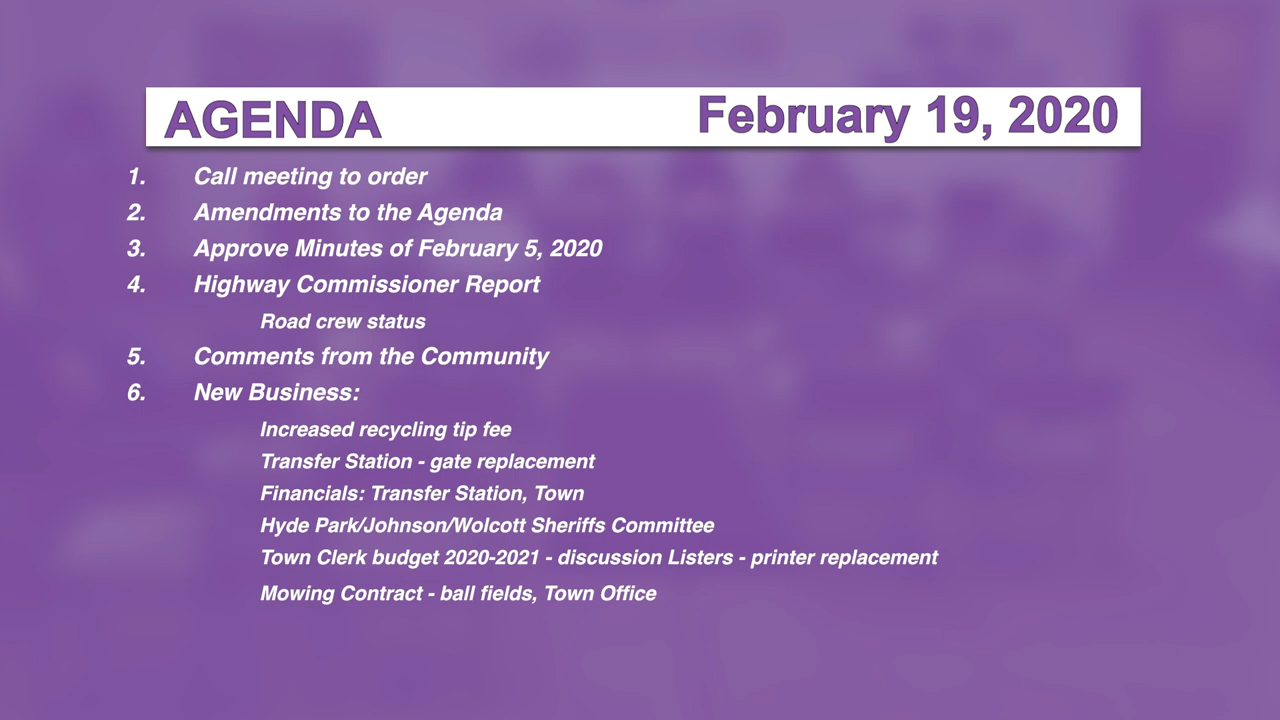 AGENDA February 19, 2020
1. Call meeting to order
2. Amendments to the Agenda
3. Approve Minutes of February 5, 2020
4. Highway Commissioner Report
Road crew status
5. Comments from the Community
6. New Business:
Increased recycling tip fee
Transfer Station - gate replacement
Financials: Transfer Station, Town
Hyde Park/Johnson/Wolcott Sheriffs Committee
Town Clerk budget 2020-2021 - discussion Listers - printer replacement
Mowing Contract - ball fields, Town Office